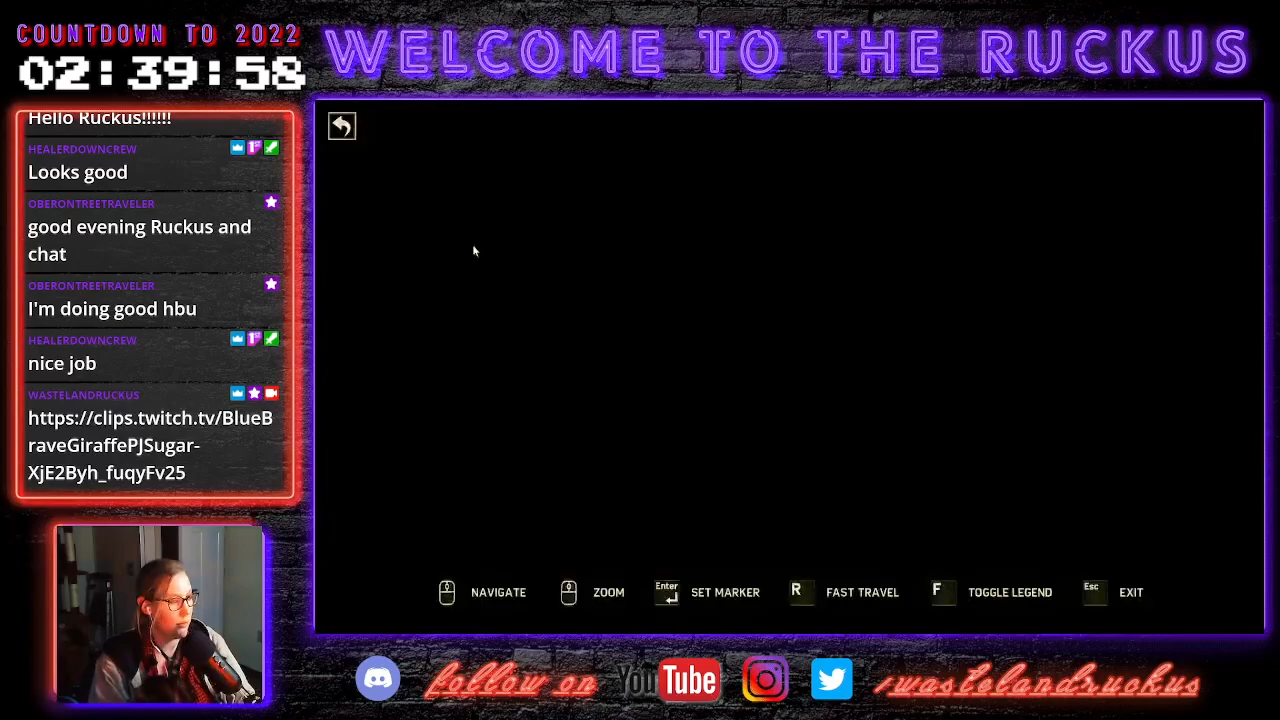 COUNTDOWN TO 2022
02:39:58
WELCOME TO THE RUCKUS
Hello Ruckus!!!!!!
HEALERDOWNCREW
Looks good
OBERONTREETRAVELER
good evening Ruckus and
chat
OBERONTREETRAVELER
I'm doing good hbu
HEALERDOWNCREW
nice job
WASTELANDRUCKUS
https://clips.twitch.tv/BlueB
raveGiraffePJSugar-
XjE2Byh_fuqyFv25
NAVIGATE
ZOOM
Enter SET MARKER
R FAST TRAVEL
F TOGGLE LEGEND
Esc EXIT
follow on YouTube /wastelandruckus